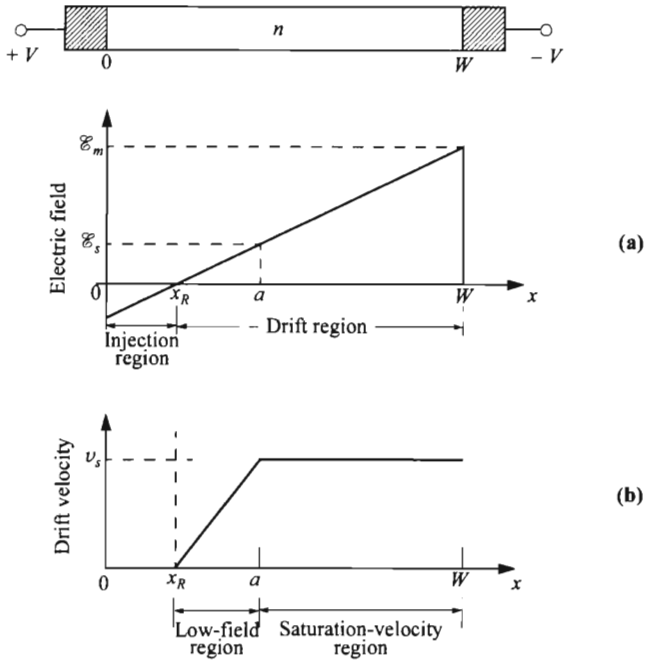 + V
0
n
W
– V
Electric field
ℰm
ℰs
0
xR
a
W
x
Injection
region
Drift region
(a)
Drift velocity
υs
0
xR
a
W
x
Low-field
region
Saturation-velocity
region
(b)